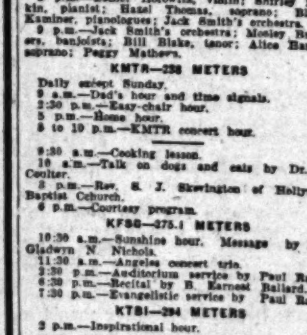 kin, pianist; Hazel Thomas, soprano;
Kaminer, pianologues; Jack Smith's orchestra
9 p.m.—Jack Smith's orchestra; Mosley
ers, banjoists; Bill Blake, tenor; Alice
soprano; Peggy Mathews.
KMTR—238 METERS
Daily except Sunday.
9 a.m.—Dad's hour and time signals.
2:30 p.m.—Easy-chair hour.
5 p.m.—Home hour.
8 to 10 p.m.—KMTR concert hour.
9:30 a.m.—Cooking lesson.
10 a.m.—Talk on dogs and cats by Dr.
Coulter.
3 p.m.—Rev. S. J. Skevington of Holly
Baptist Cchurch.
6 p.m.—Courtesy program.
KFSG—275.1 METERS
10:30 a.m.—Sunshine hour. Message by
Gladwyn N. Nichols.
11:30 a.m.—Angelus concert trio.
2:30 p.m.—Auditorium service by Paul
6:30 p.m.—Recital by B. Earnest Ballard.
7:30 p.m.—Evangelistic service by Paul
KTBI—294 METERS
2 p.m.—Inspirational hour.